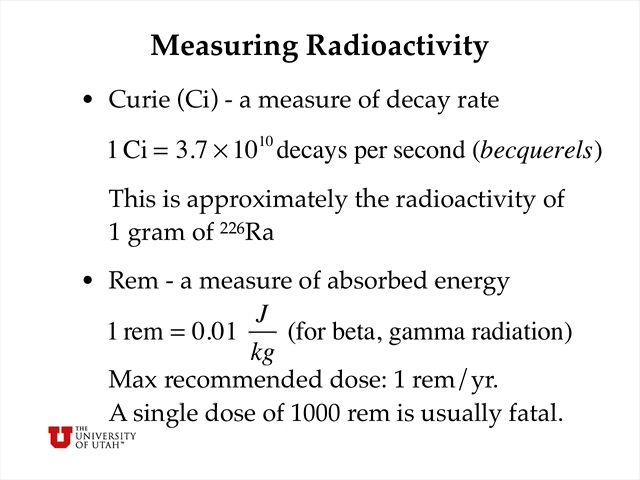 Measuring Radioactivity
• Curie (Ci) - a measure of decay rate
1 Ci = 3.7 × 10¹⁰ decays per second (becquerels)
This is approximately the radioactivity of
1 gram of ²²⁶Ra
• Rem - a measure of absorbed energy
1 rem = 0.01 J/kg (for beta, gamma radiation)
Max recommended dose: 1 rem/yr.
A single dose of 1000 rem is usually fatal.
THE
UNIVERSITY
OF UTAH™